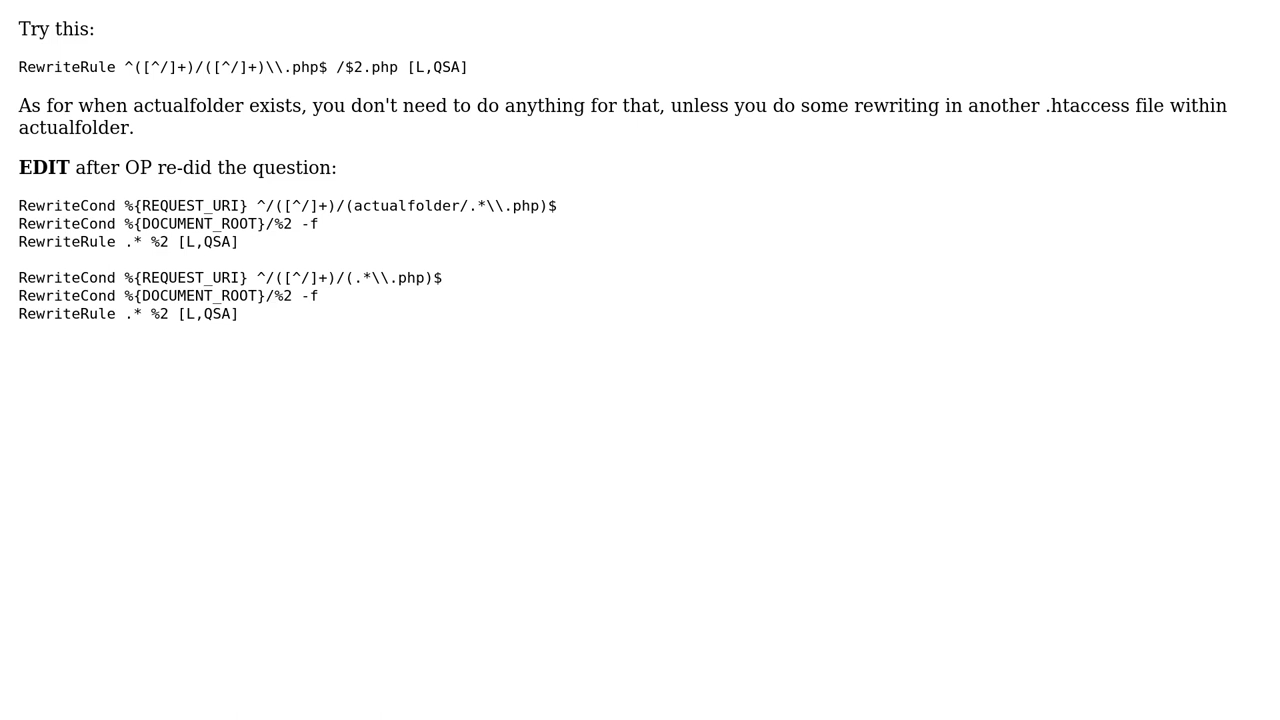 Try this:
RewriteRule ^([^/]+)/([^/]+)\\.php$ /$2.php [L,QSA]
As for when actualfolder exists, you don't need to do anything for that, unless you do some rewriting in another .htaccess file within
actualfolder.
EDIT after OP re-did the question:
RewriteCond %{REQUEST_URI} ^/([^/]+)/(actualfolder/.*\\.php)$
RewriteCond %{DOCUMENT_ROOT}/%2 -f
RewriteRule .* %2 [L,QSA]
RewriteCond %{REQUEST_URI} ^/([^/]+)/(.*\\.php)$
RewriteCond %{DOCUMENT_ROOT}/%2 -f
RewriteRule .* %2 [L,QSA]